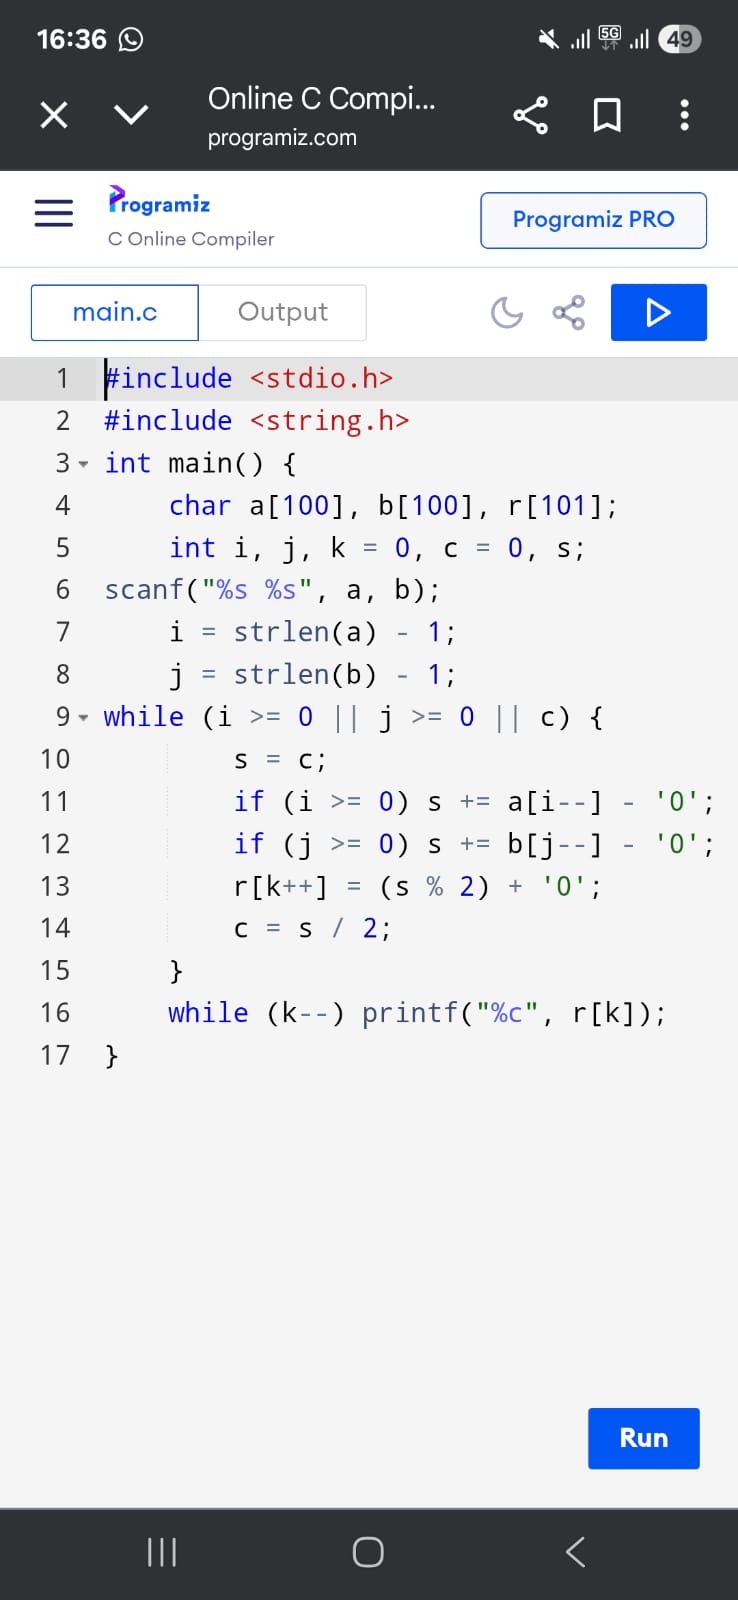 16:36
5G
49
Online C Compi...
programiz.com
Programiz
C Online Compiler
Programiz PRO
main.c
Output
1 #include <stdio.h>
2 #include <string.h>
3 int main() {
4     char a[100], b[100], r[101];
5     int i, j, k = 0, c = 0, s;
6 scanf("%s %s", a, b);
7     i = strlen(a) - 1;
8     j = strlen(b) - 1;
9 while (i >= 0 || j >= 0 || c) {
10         s = c;
11         if (i >= 0) s += a[i--] - '0';
12         if (j >= 0) s += b[j--] - '0';
13         r[k++] = (s % 2) + '0';
14         c = s / 2;
15     }
16     while (k--) printf("%c", r[k]);
17 }
Run